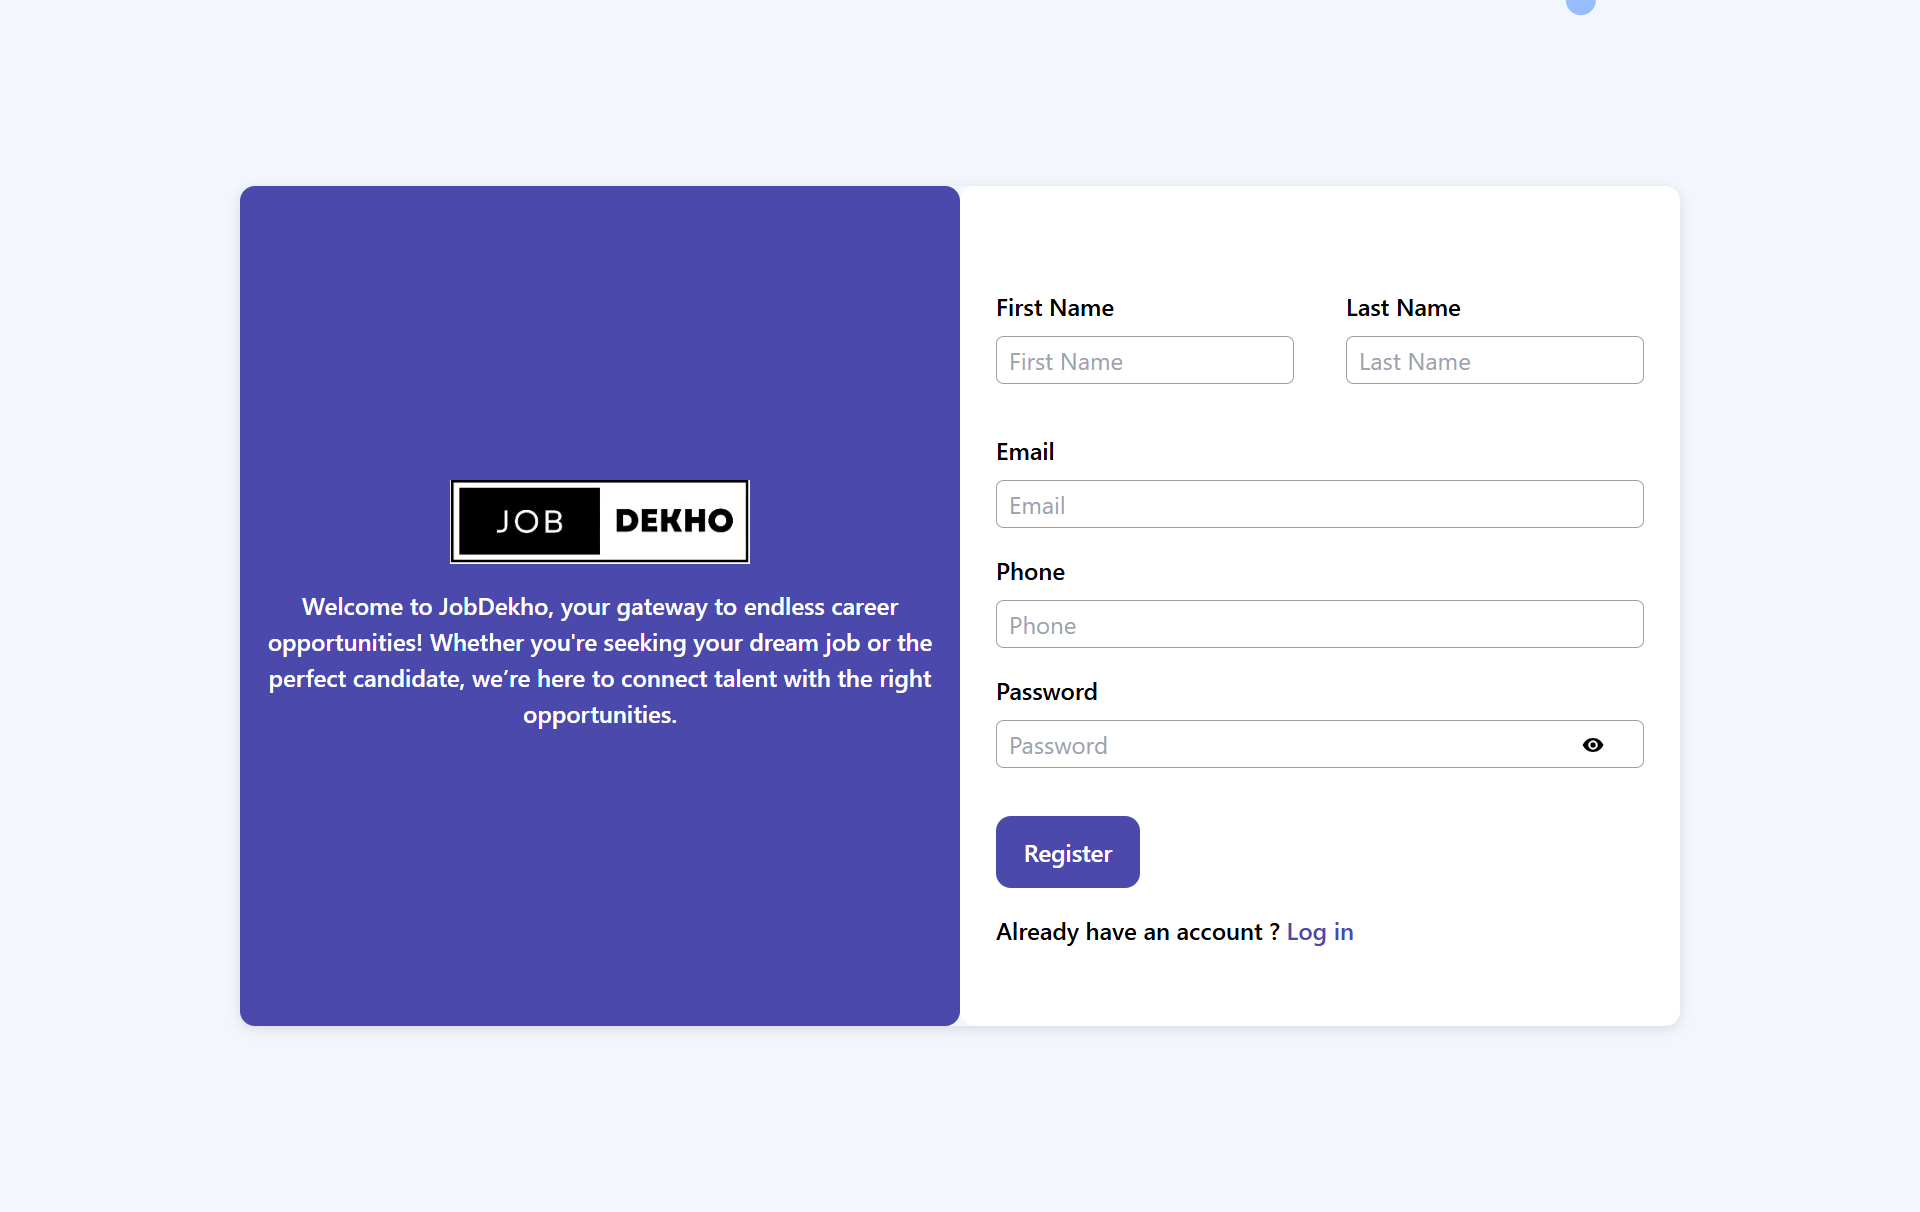 JOB DEKHO
Welcome to JobDekho, your gateway to endless career
opportunities! Whether you're seeking your dream job or the
perfect candidate, we’re here to connect talent with the right
opportunities.
First Name
First Name
Last Name
Last Name
Email
Email
Phone
Phone
Password
Password
Register
Already have an account ? Log in